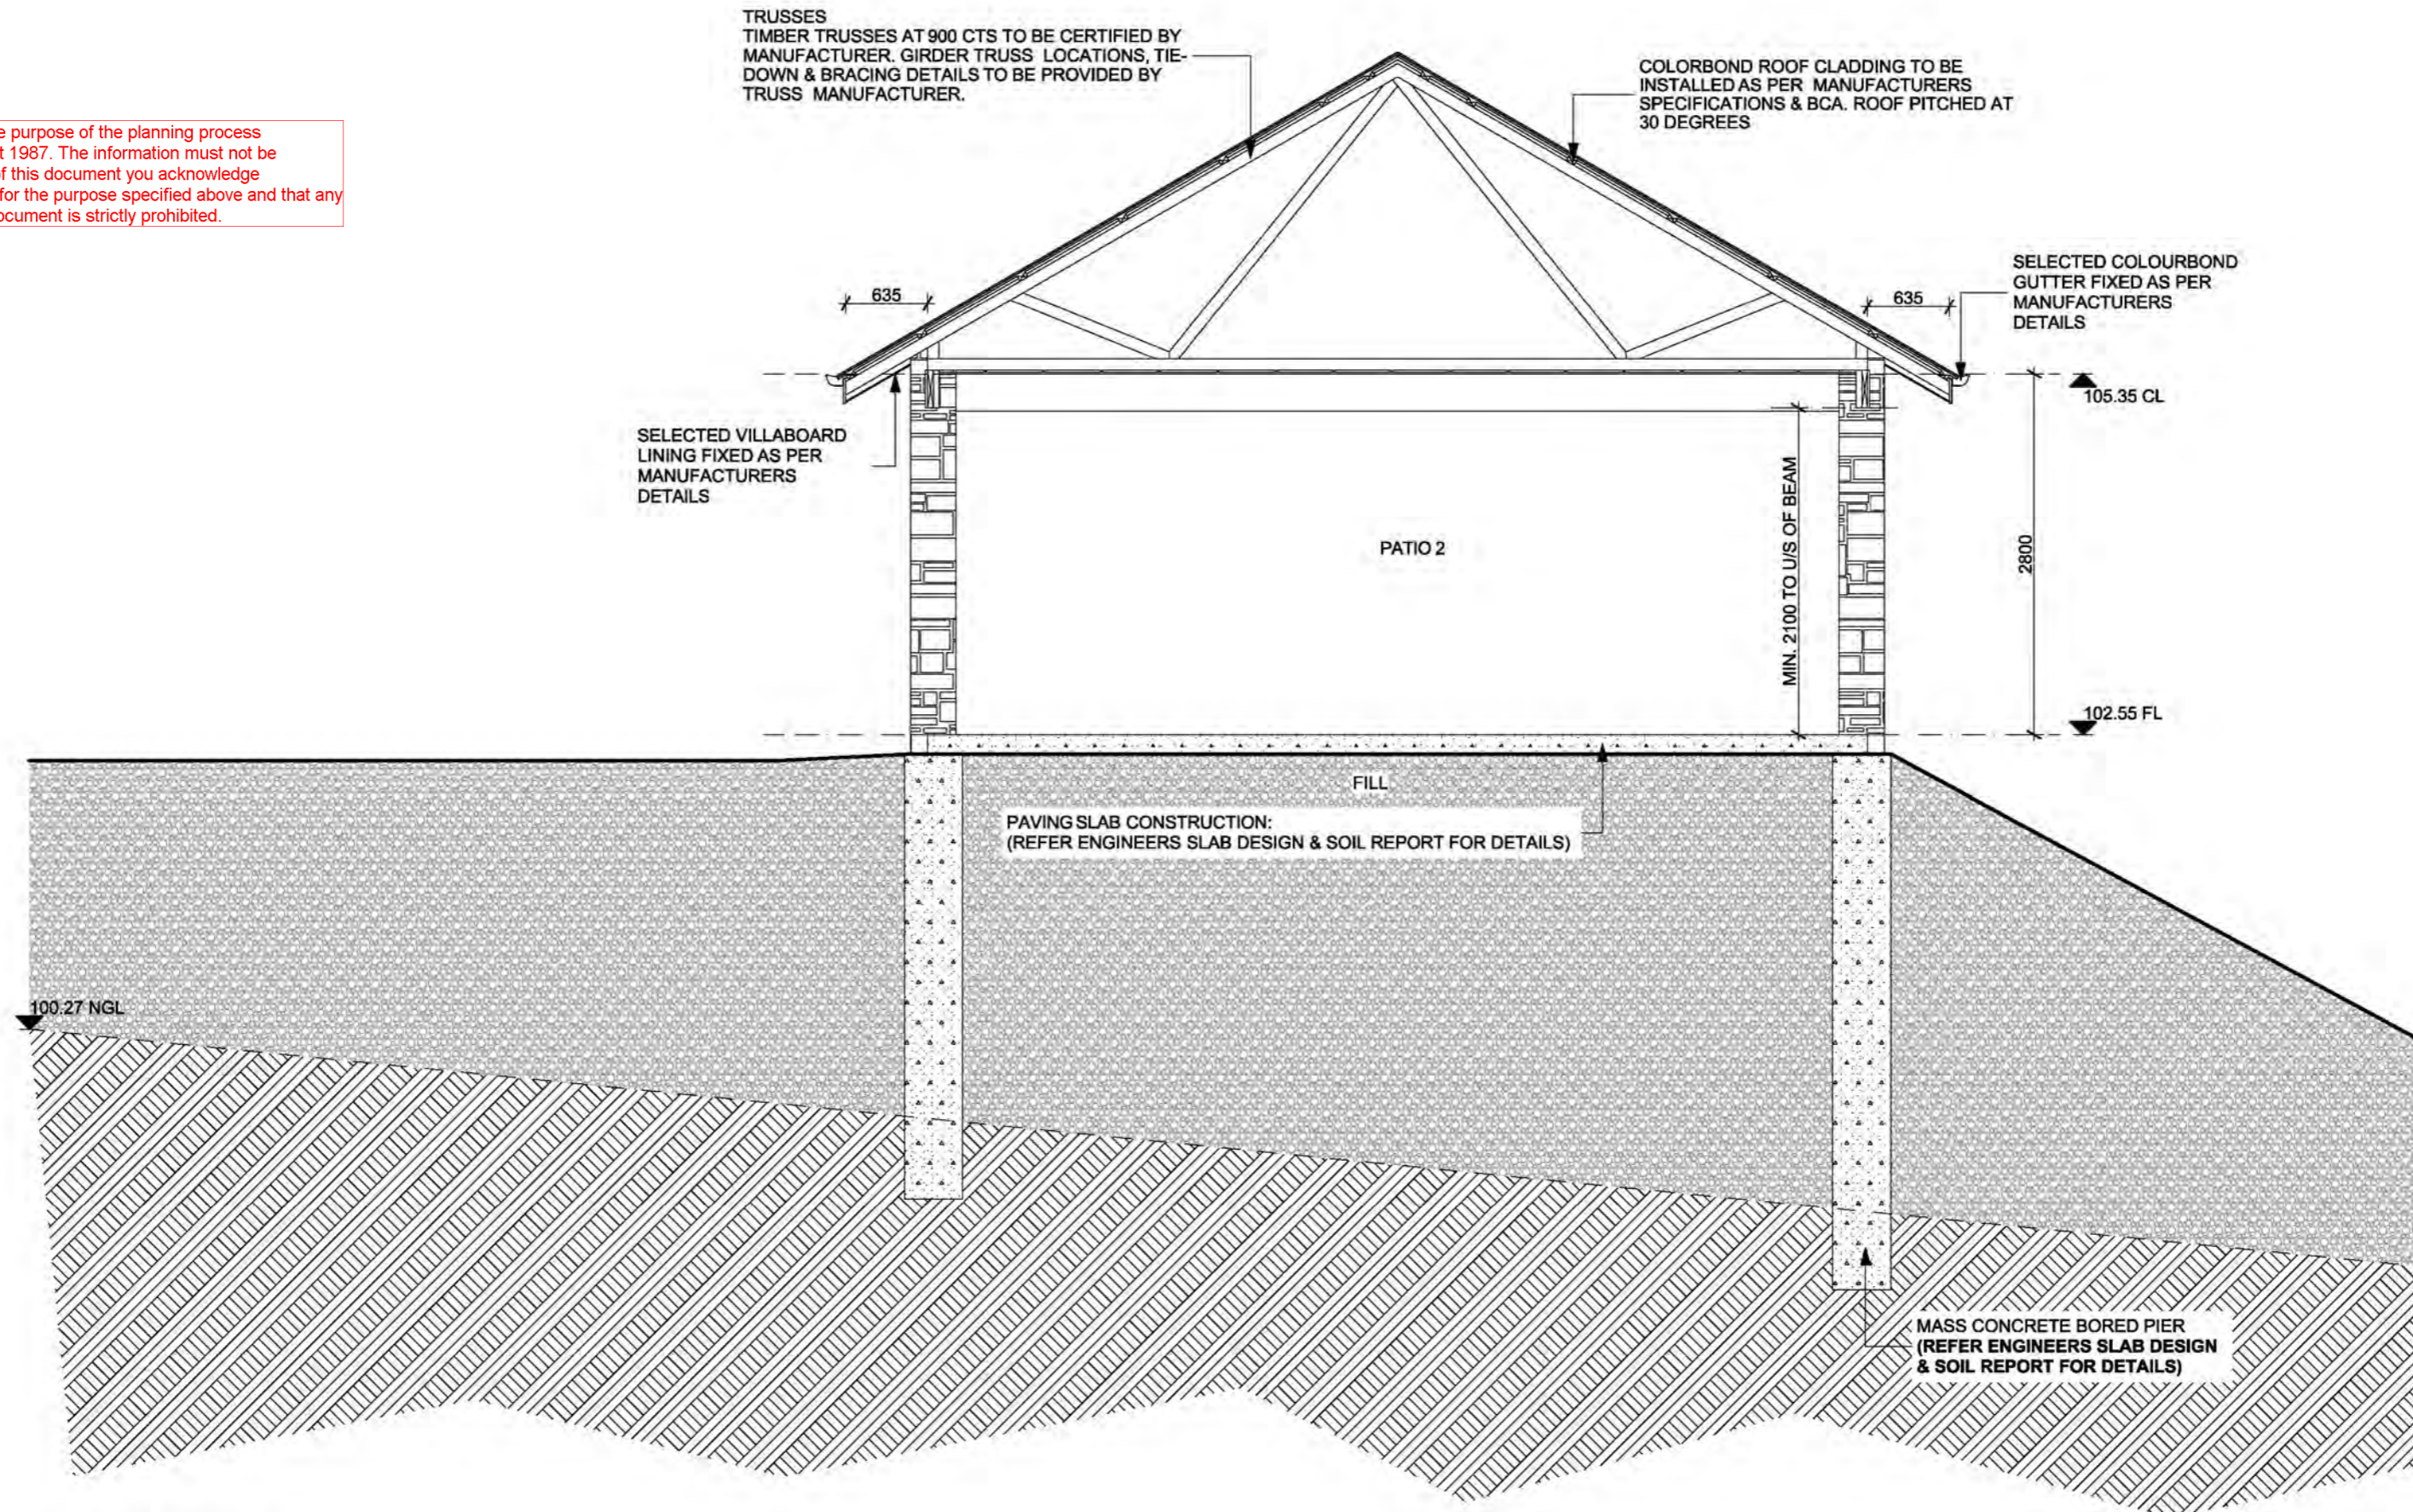 TRUSSES
TIMBER TRUSSES AT 900 CTS TO BE CERTIFIED BY
MANUFACTURER. GIRDER TRUSS LOCATIONS, TIE-
DOWN & BRACING DETAILS TO BE PROVIDED BY
TRUSS MANUFACTURER.
COLORBOND ROOF CLADDING TO BE
INSTALLED AS PER MANUFACTURERS
SPECIFICATIONS & BCA. ROOF PITCHED AT
30 DEGREES
purpose of the planning process
1987. The information must not be
of this document you acknowledge
for the purpose specified above and that any
document is strictly prohibited.
SELECTED COLOURBOND
GUTTER FIXED AS PER
MANUFACTURERS
DETAILS
635
635
105.35 CL
SELECTED VILLABOARD
LINING FIXED AS PER
MANUFACTURERS
DETAILS
MIN. 2100 TO U/S OF BEAM
PATIO 2
2800
102.55 FL
FILL
PAVING SLAB CONSTRUCTION:
(REFER ENGINEERS SLAB DESIGN & SOIL REPORT FOR DETAILS)
100.27 NGL
MASS CONCRETE BORED PIER
(REFER ENGINEERS SLAB DESIGN
& SOIL REPORT FOR DETAILS)